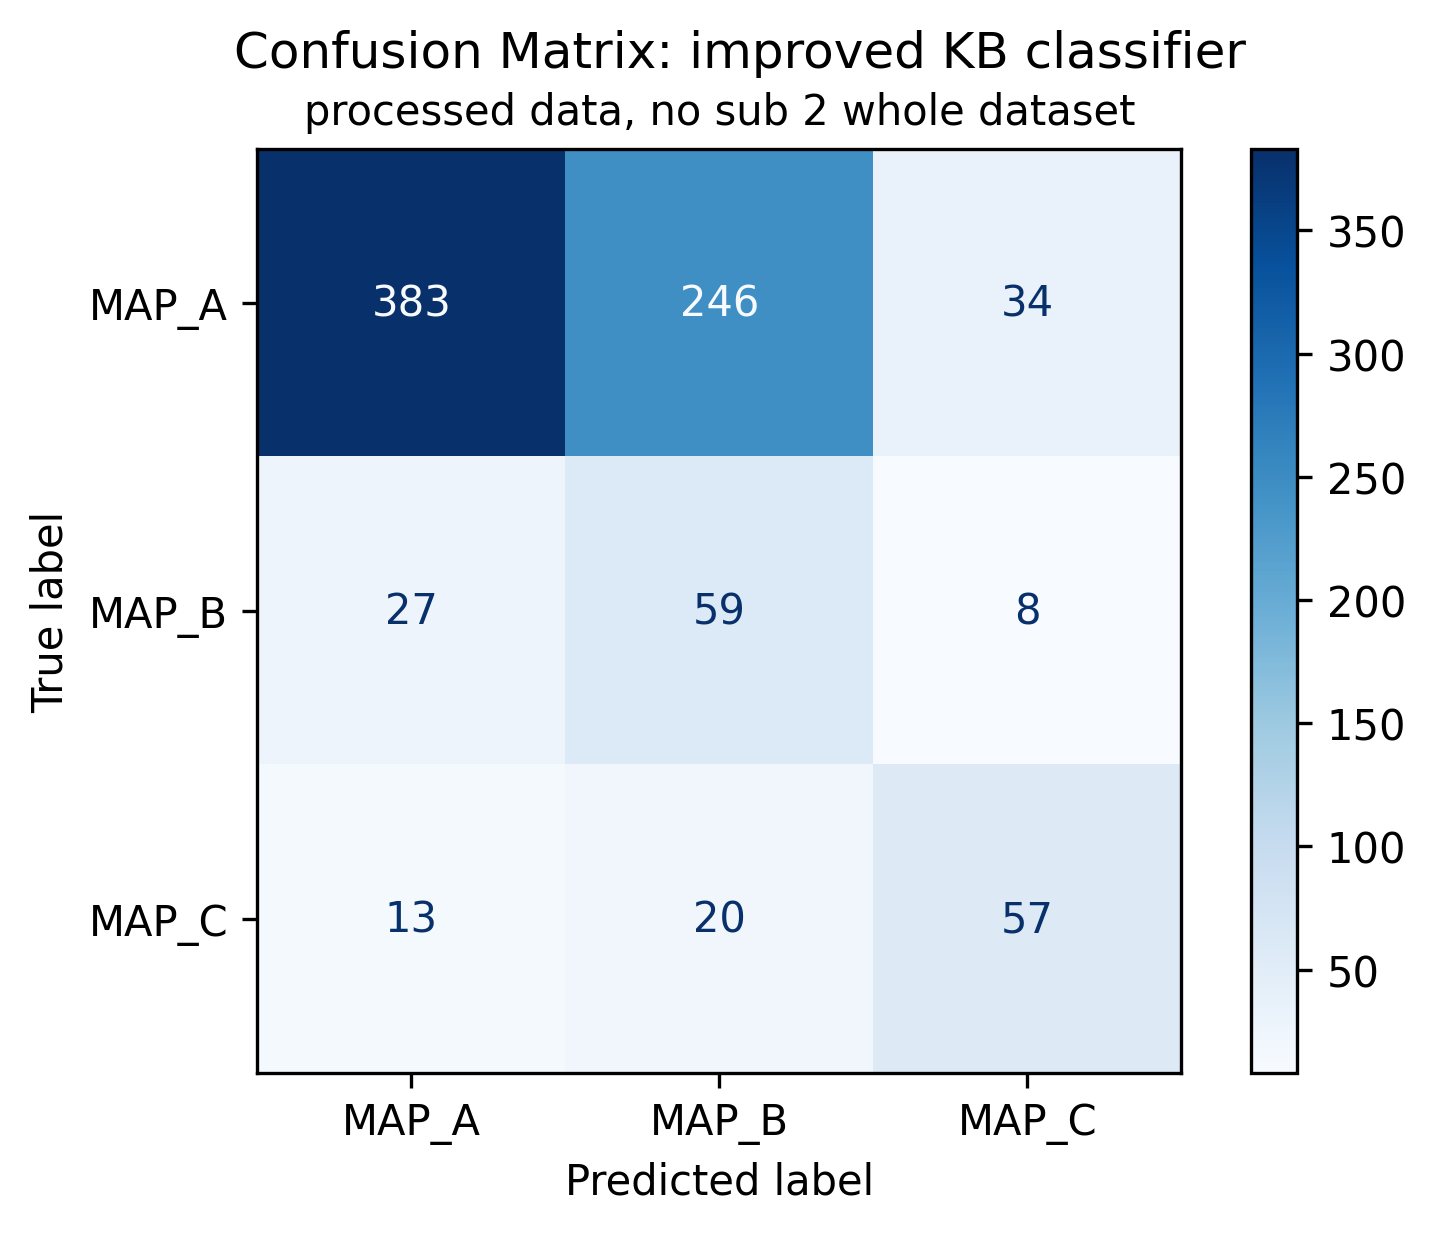 Confusion Matrix: improved KB classifier
processed data, no sub 2 whole dataset
True label
MAP_A
383 246 34
MAP_B
27 59 8
MAP_C
13 20 57
MAP_A MAP_B MAP_C
Predicted label
350
300
250
200
150
100
50